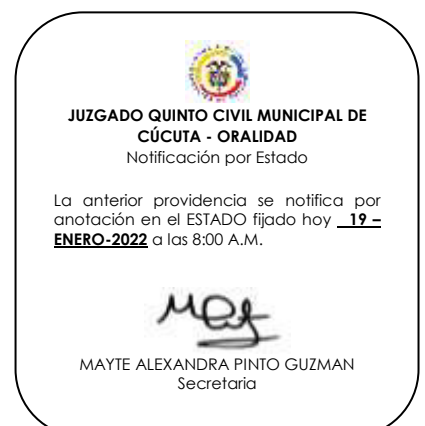 JUZGADO QUINTO CIVIL MUNICIPAL DE
CÚCUTA - ORALIDAD
Notificación por Estado
La anterior providencia se notifica por
anotación en el ESTADO fijado hoy 19 –
ENERO-2022 a las 8:00 A.M.
MAYTE ALEXANDRA PINTO GUZMAN
Secretaria